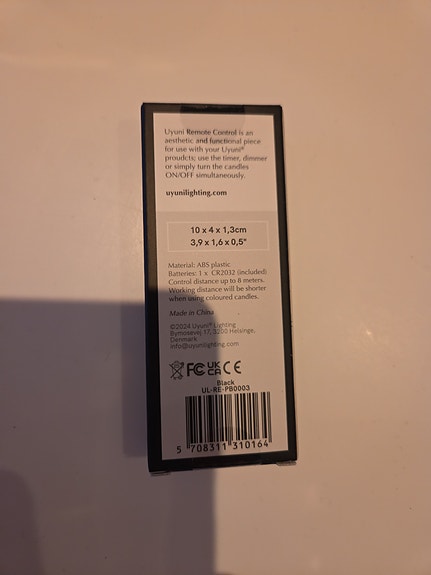 Uyuni Remote Control is an
aesthetic and functional piece
for use with your Uyuni®
proudcts; use the timer, dimmer
or simply turn the candles
ON/OFF simultaneously.
uyunilighting.com
10 x 4 x 1,3cm
3,9 x 1,6 x 0,5"
Material: ABS plastic
Batteries: 1 x CR2032 (included)
Control distance up to 8 meters.
Working distance will be shorter
when using coloured candles.
Made in China
©2024 Uyuni® Lighting
Bymosevej 17, 3200 Helsinge,
Denmark
info@uyunilighting.com
FC UK CA CE
Black
UL-RE-PB0003
5 708311 310164